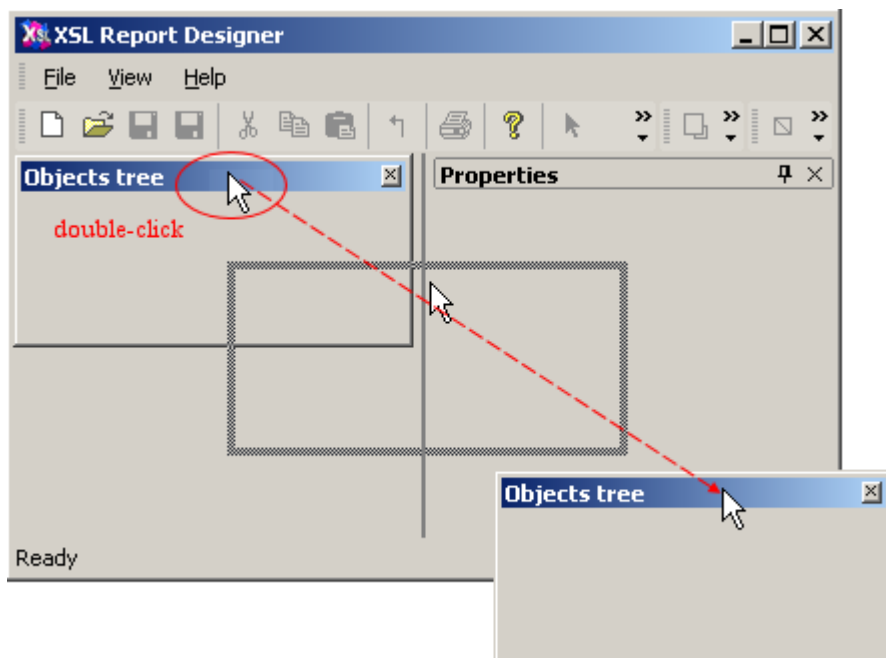 XSL Report Designer
File View Help
Objects tree
Properties
double-click
Objects tree
Ready